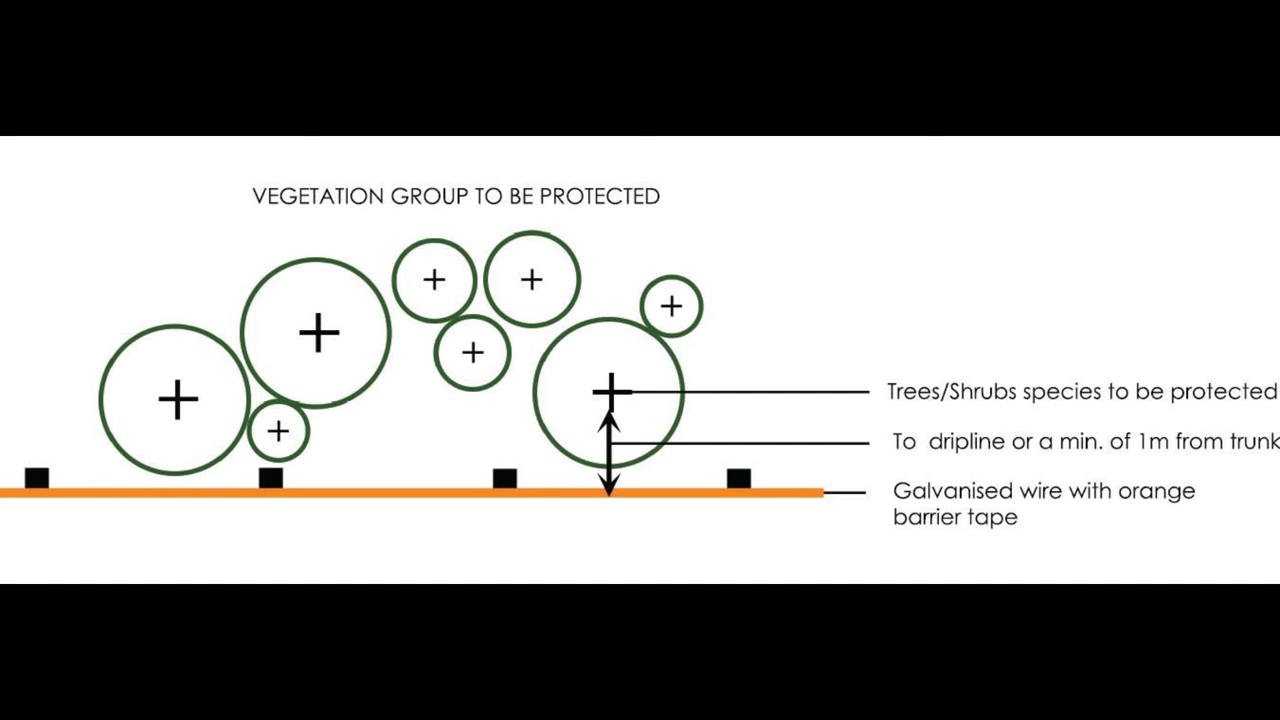 VEGETATION GROUP TO BE PROTECTED
Trees/Shrubs species to be protected
To dripline or a min. of 1m from trunk
Galvanised wire with orange
barrier tape